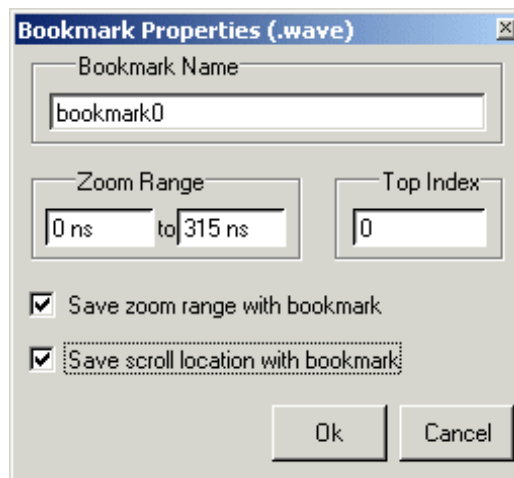 Bookmark Properties (.wave)
Bookmark Name
bookmark0
Zoom Range
Top Index
0 ns to 315 ns
0
Save zoom range with bookmark
Save scroll location with bookmark
Ok Cancel